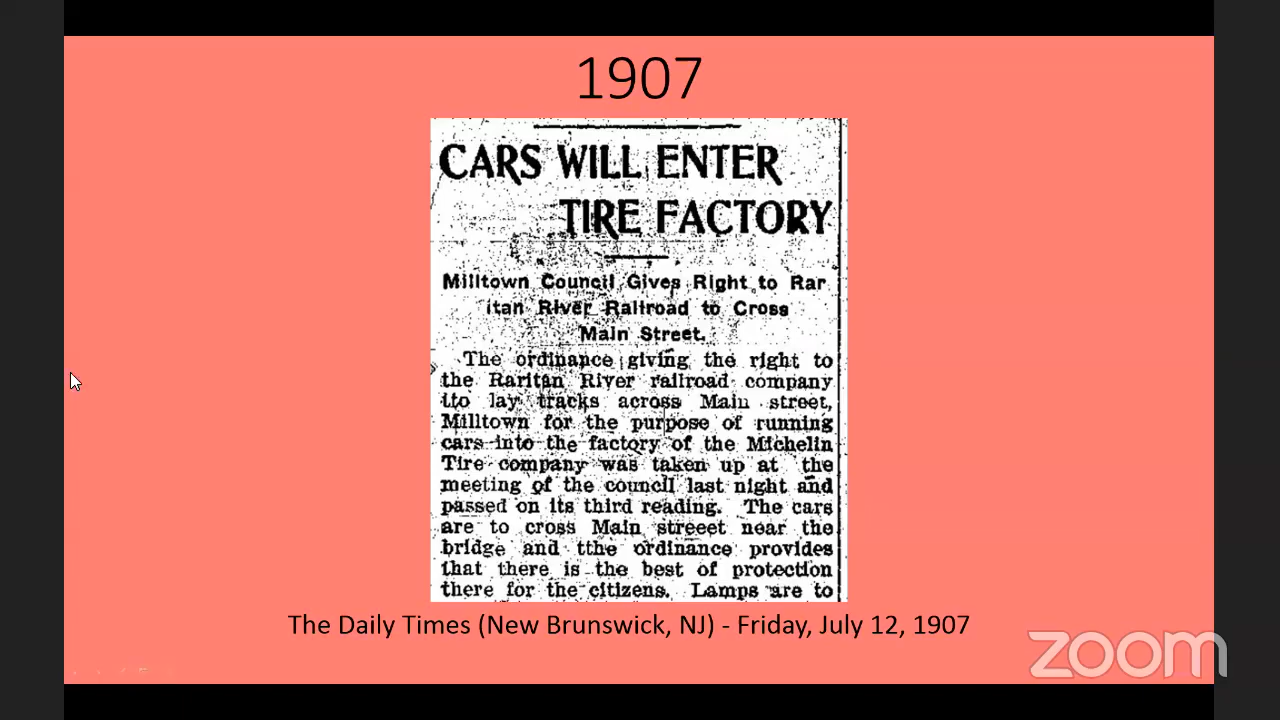 1907
CARS WILL ENTER
TIRE FACTORY
Milltown Council Gives Right to Rar
itan River Railroad to Cross
Main Street.
The ordinance giving the right to
the Raritan River railroad company
tto lay tracks across Main street,
Milltown for the purpose of running
cars into the factory of the Michelin
Tire company was taken up at the
meeting of the council last night and
passed on its third reading. The cars
are to cross Main streeet near the
bridge and tthe ordinance provides
that there is the best of protection
there for the citizens. Lamps are to
The Daily Times (New Brunswick, NJ) - Friday, July 12, 1907
zoom